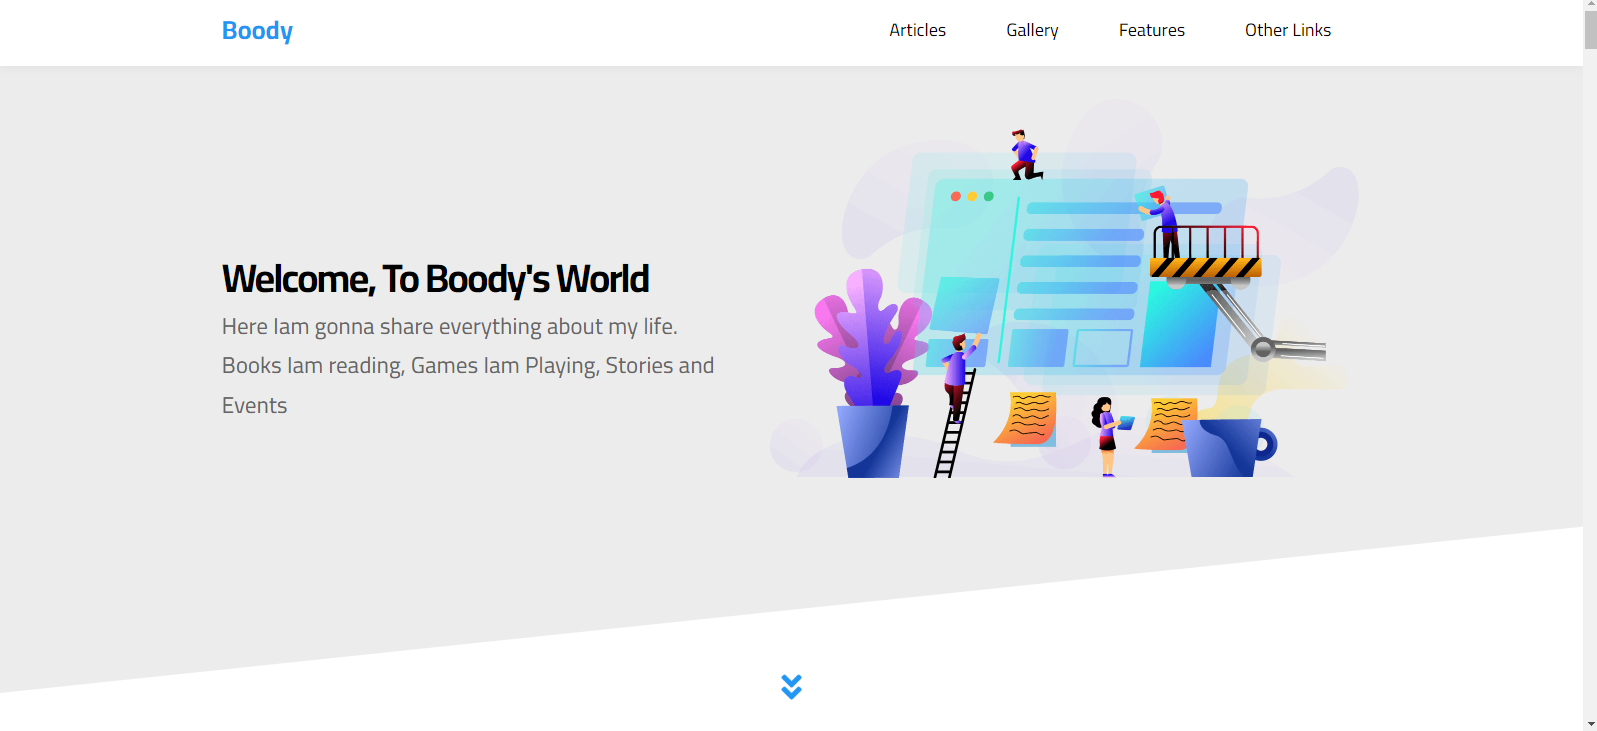 Boody
Articles
Gallery
Features
Other Links
Welcome, To Boody's World
Here Iam gonna share everything about my life.
Books Iam reading, Games Iam Playing, Stories and
Events